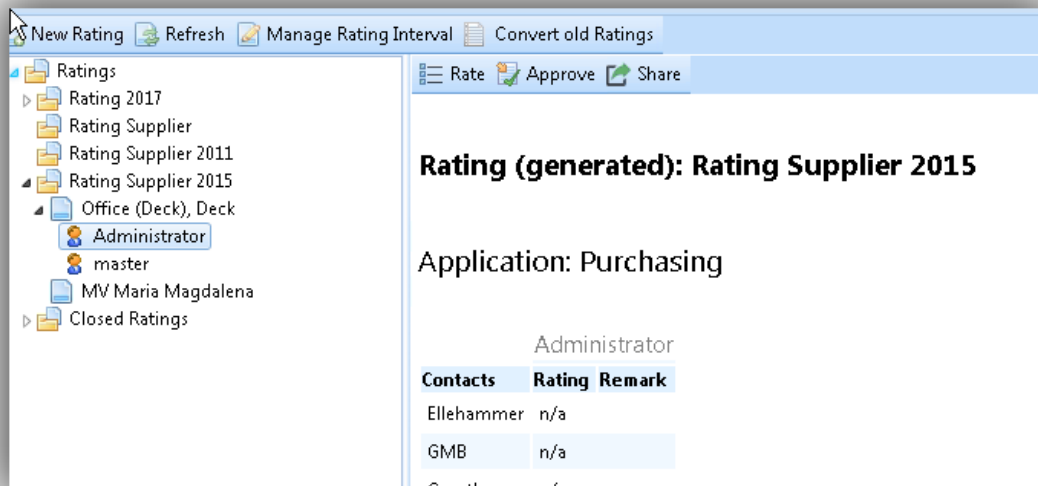 New Rating Refresh Manage Rating Interval Convert old Ratings
Ratings
Rating 2017
Rating Supplier
Rating Supplier 2011
Rating Supplier 2015
Office (Deck), Deck
Administrator
master
MV Maria Magdalena
Closed Ratings
Rate Approve Share
Rating (generated): Rating Supplier 2015
Application: Purchasing
Administrator
Contacts Rating Remark
Ellehammer n/a
GMB n/a